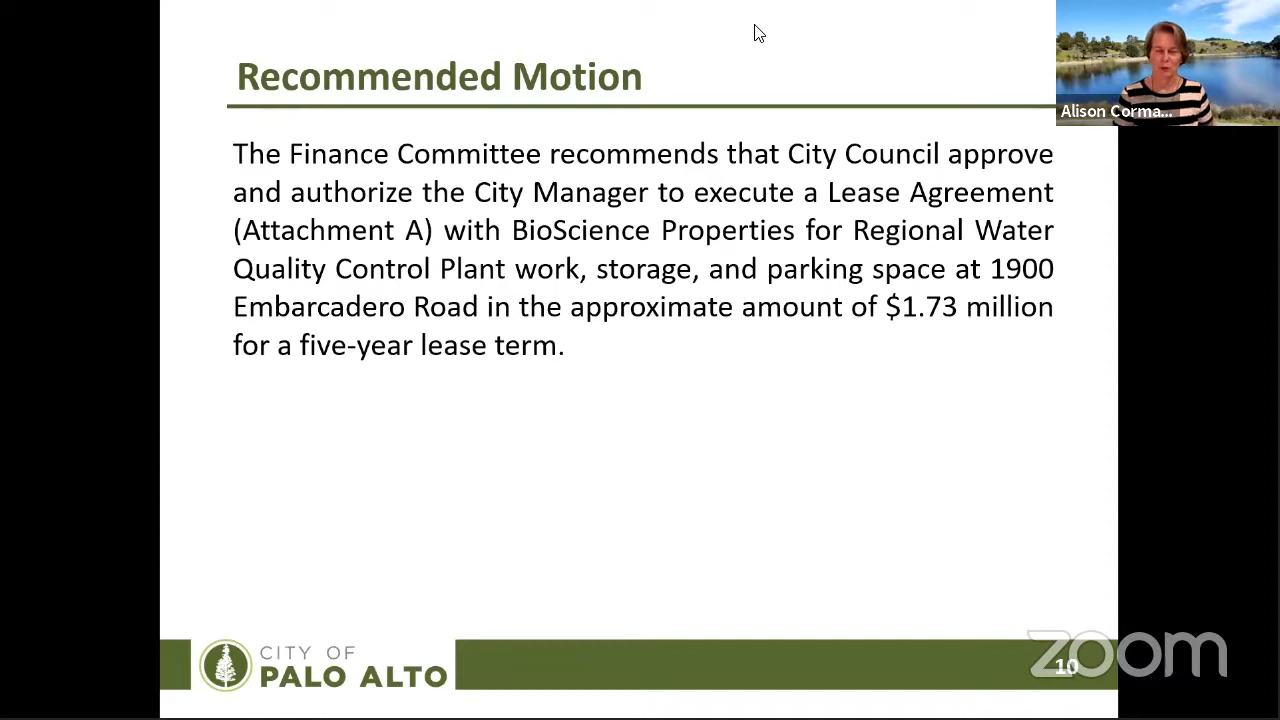 Recommended Motion
Alison Corma...
The Finance Committee recommends that City Council approve
and authorize the City Manager to execute a Lease Agreement
(Attachment A) with BioScience Properties for Regional Water
Quality Control Plant work, storage, and parking space at 1900
Embarcadero Road in the approximate amount of $1.73 million
for a five-year lease term.
CITY OF
PALO ALTO
10
zoom